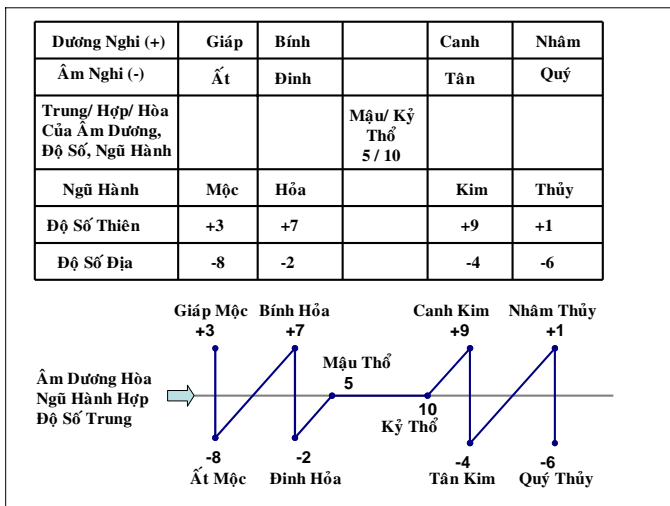 Dương Nghi (+) Giáp Bính Canh Nhâm
Âm Nghi (-) Ất Đinh Tân Quý
Trung/ Hợp/ Hòa
Của Âm Dương,
Độ Số, Ngũ Hành
Mậu/ Kỷ
Thổ
5 / 10
Ngũ Hành Mộc Hỏa Kim Thủy
Độ Số Thiên +3 +7 +9 +1
Độ Số Địa -8 -2 -4 -6
Giáp Mộc Bính Hỏa Canh Kim Nhâm Thủy
+3 +7 +9 +1
Mậu Thổ
5
Âm Dương Hòa
Ngũ Hành Hợp
Độ Số Trung
10
Kỷ Thổ
-8 -2 -4 -6
Ất Mộc Đinh Hỏa Tân Kim Quý Thủy